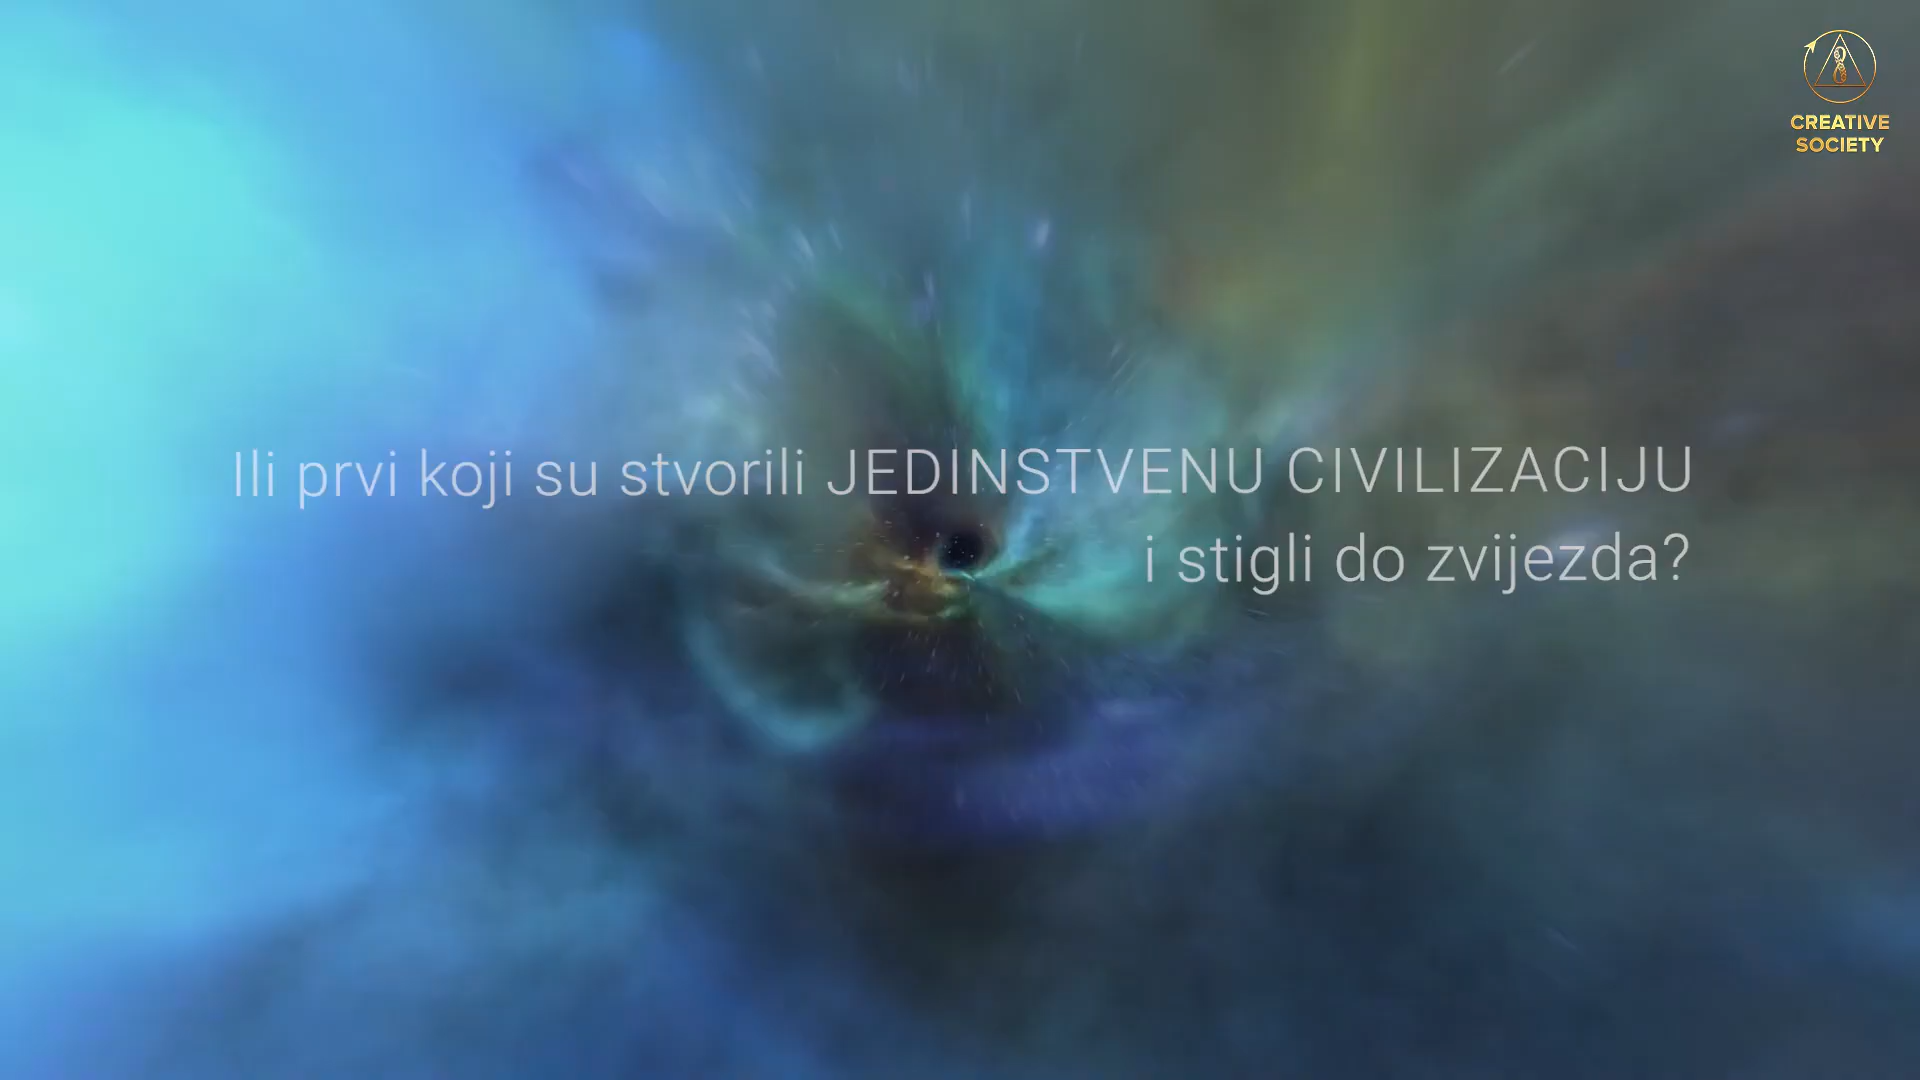 CREATIVE
SOCIETY
Ili prvi koji su stvorili JEDINSTVENU CIVILIZACIJU
i stigli do zvijezda?